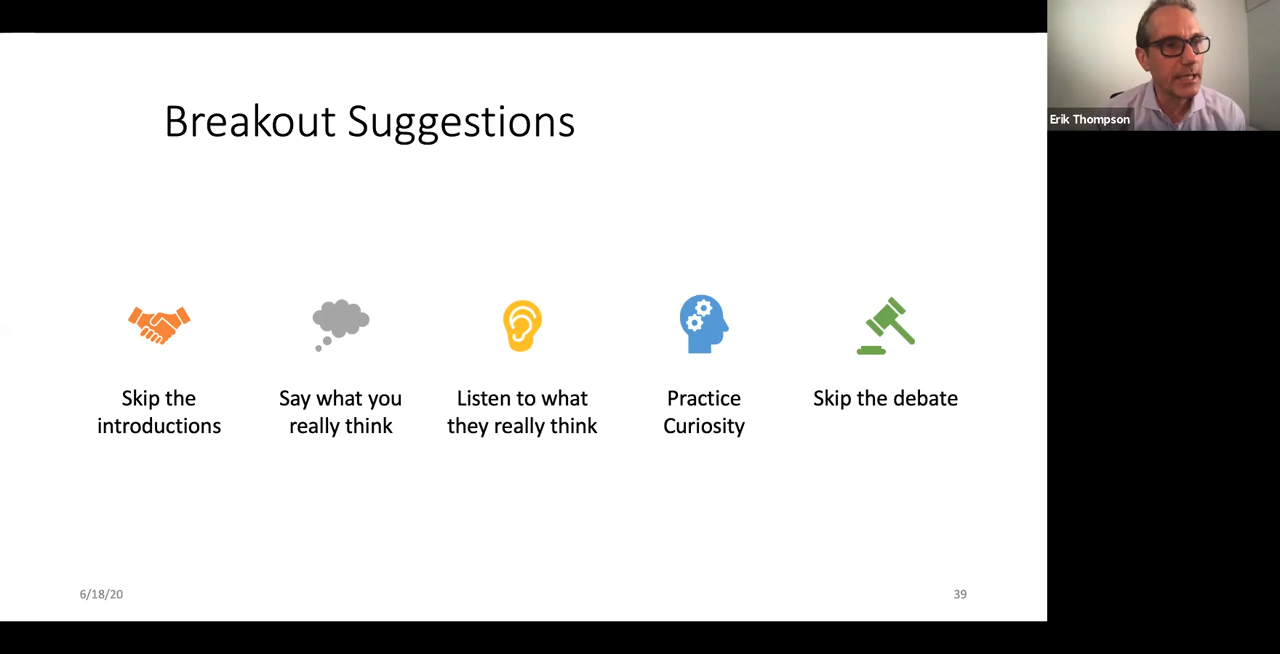 Breakout Suggestions
Erik Thompson
Skip the
introductions
Say what you
really think
Listen to what
they really think
Practice
Curiosity
Skip the debate
6/18/20
39